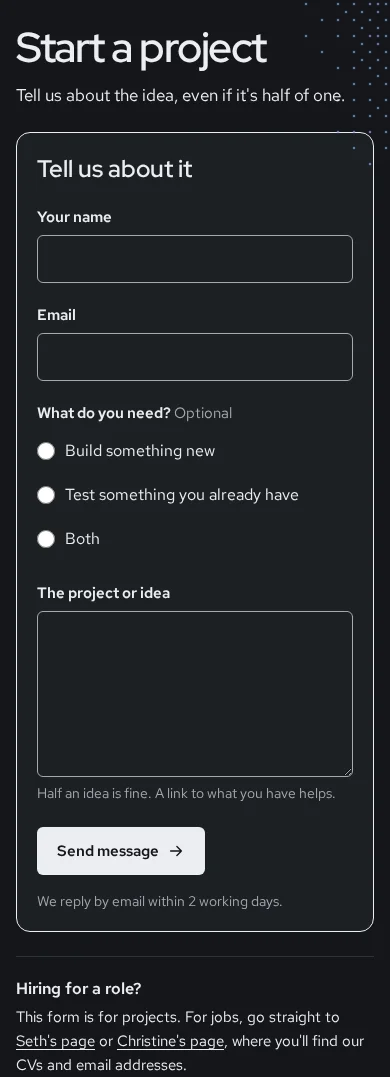 Start a project
Tell us about the idea, even if it's half of one.
Tell us about it
Your name
Email
What do you need? Optional
Build something new
Test something you already have
Both
The project or idea
Half an idea is fine. A link to what you have helps.
Send message →
We reply by email within 2 working days.
Hiring for a role?
This form is for projects. For jobs, go straight to
Seth's page or Christine's page, where you'll find our
CVs and email addresses.